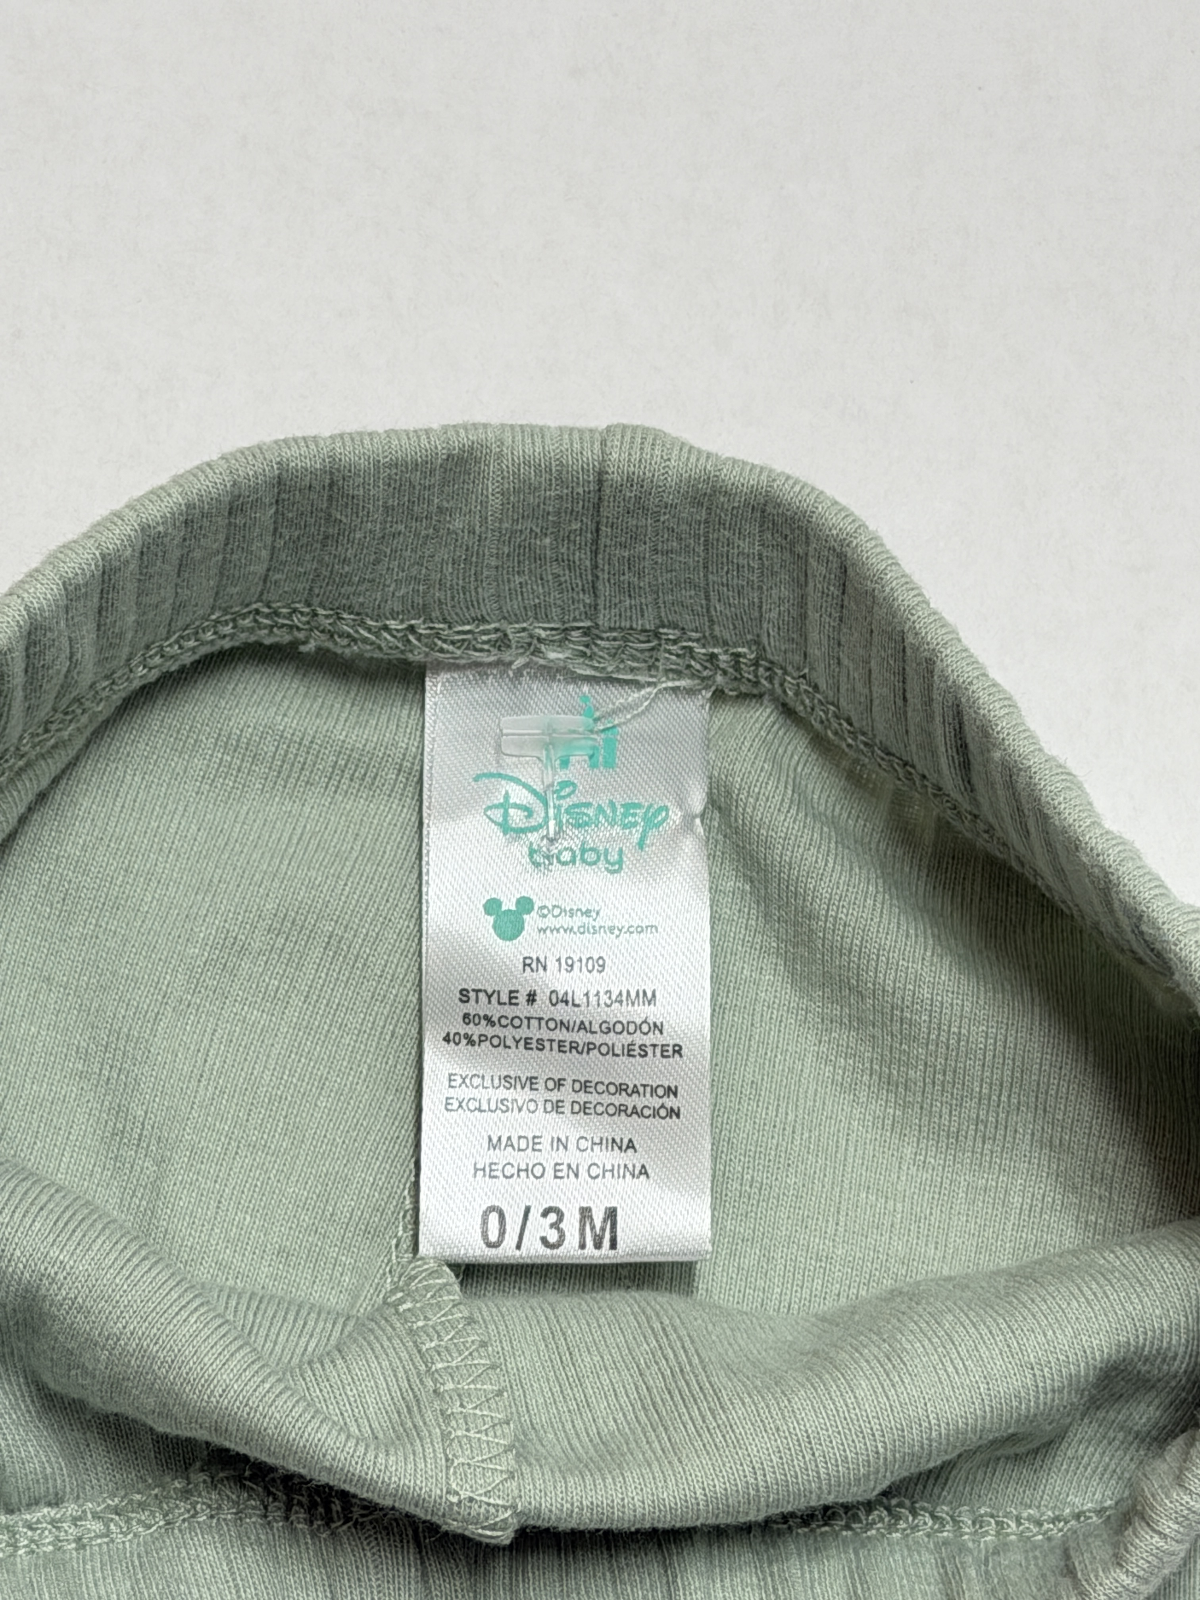 Disney
baby
©Disney
www.disney.com
RN 19109
STYLE # 04L1134MM
60%COTTON/ALGODÓN
40%POLYESTER/POLIÉSTER
EXCLUSIVE OF DECORATION
EXCLUSIVO DE DECORACIÓN
MADE IN CHINA
HECHO EN CHINA
0/3M